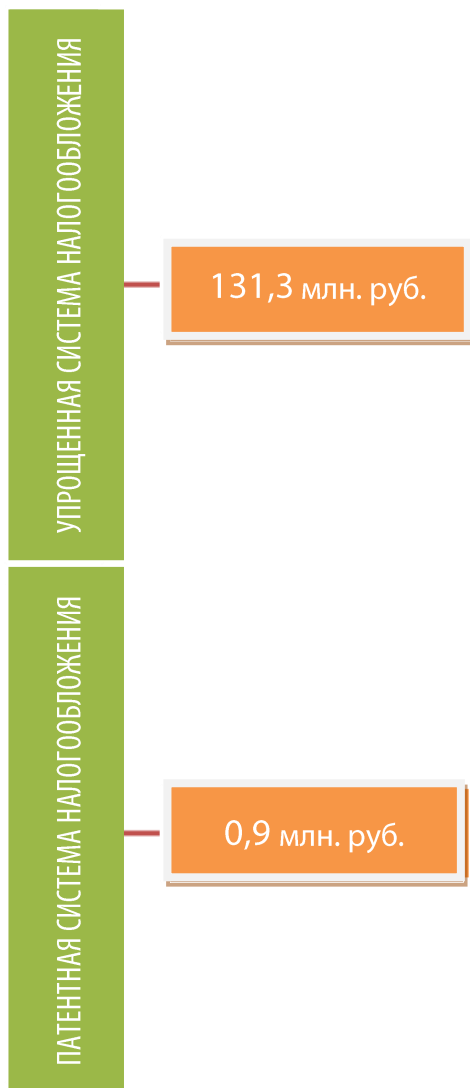 УПРОЩЕННАЯ СИСТЕМА НАЛОГООБЛОЖЕНИЯ
131,3 млн. руб.
ПАТЕНТНАЯ СИСТЕМА НАЛОГООБЛОЖЕНИЯ
0,9 млн. руб.